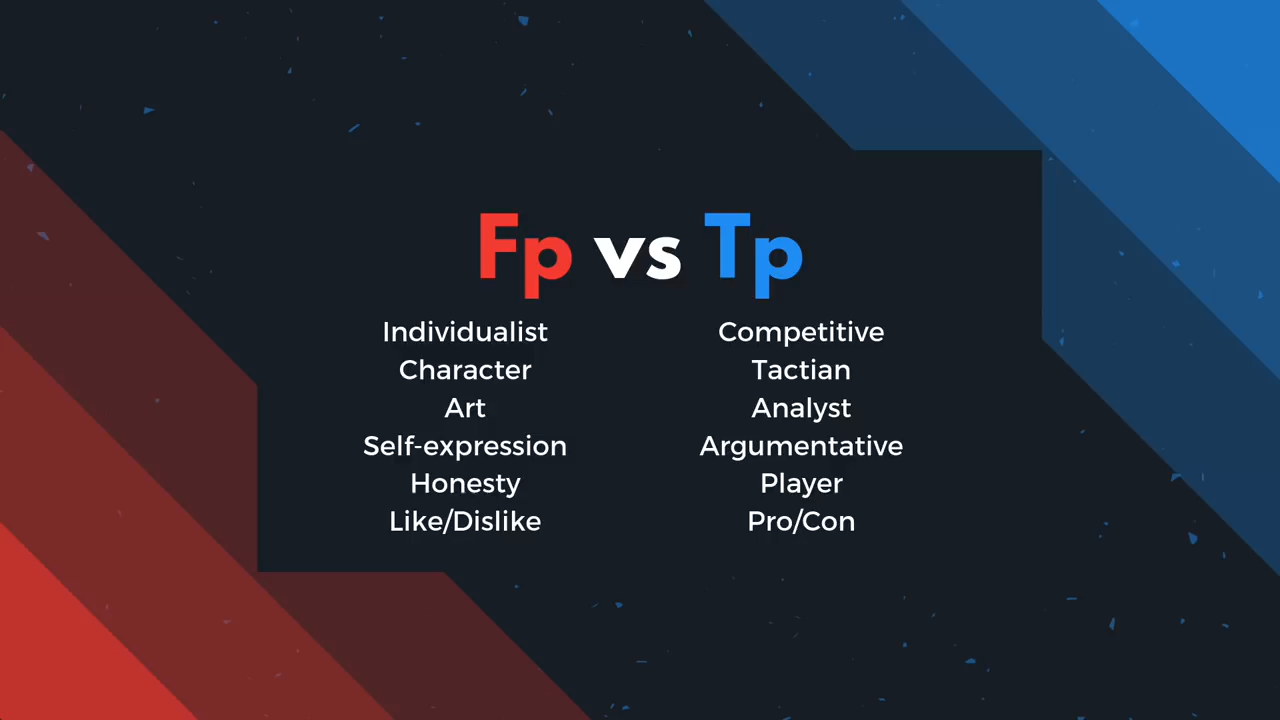 Fp vs Tp
Individualist Competitive
Character Tactian
Art Analyst
Self-expression Argumentative
Honesty Player
Like/Dislike Pro/Con